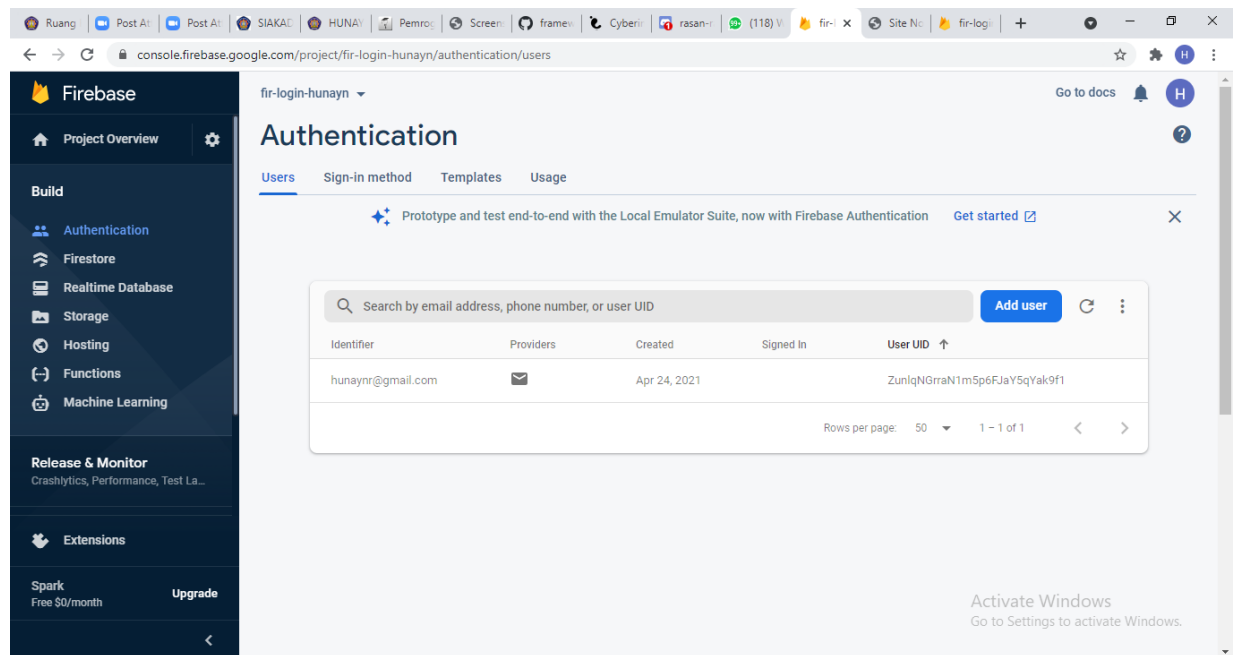 Ruang
Post At
Post At
SIAKAD
HUNAY
Pemrog
Screen
framew
Cyberin
rasan-r
(118) W
fir-l
Site No
fir-logi
console.firebase.google.com/project/fir-login-hunayn/authentication/users
H
Firebase
fir-login-hunayn
Go to docs
H
Project Overview
Authentication
Users Sign-in method Templates Usage
Build
Prototype and test end-to-end with the Local Emulator Suite, now with Firebase Authentication Get started
Authentication
Firestore
Realtime Database
Storage
Hosting
Functions
Machine Learning
Search by email address, phone number, or user UID
Add user
Identifier Providers Created Signed In User UID
hunaynr@gmail.com Apr 24, 2021 ZunlqNGrraN1m5p6FJaY5qYak9f1
Rows per page: 50 1 – 1 of 1
Release & Monitor
Crashlytics, Performance, Test La...
Extensions
Spark
Free $0/month
Upgrade
Activate Windows
Go to Settings to activate Windows.